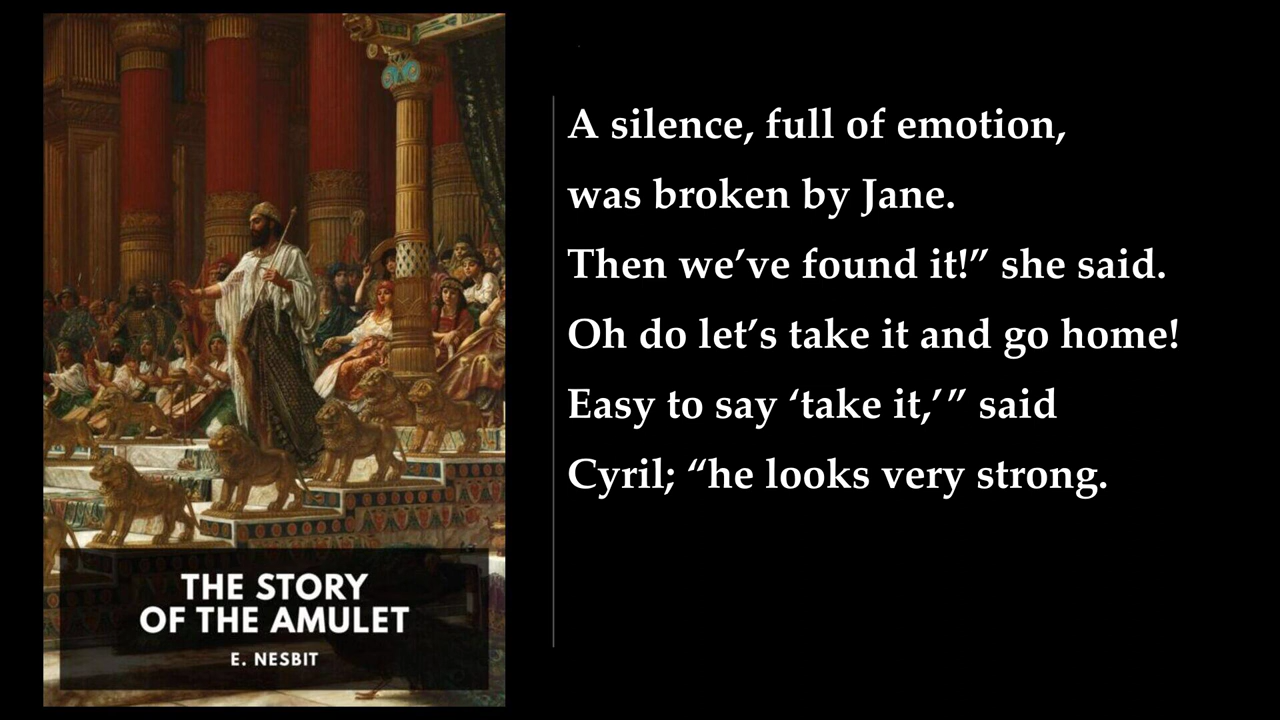 THE STORY
OF THE AMULET
E. NESBIT
A silence, full of emotion,
was broken by Jane.
Then we’ve found it!” she said.
Oh do let’s take it and go home!
Easy to say ‘take it,’” said
Cyril; “he looks very strong.